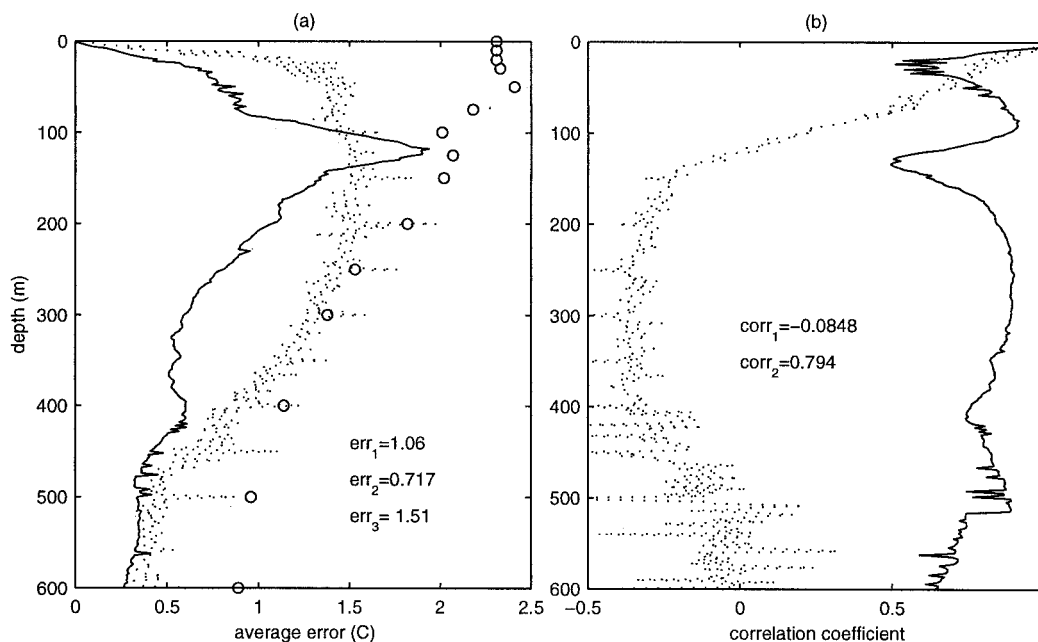 (a)
0
100
200
300
400
500
600
depth (m)
err1=1.06
err2=0.717
err3= 1.51
0
0.5
1
1.5
2
2.5
average error (C)
(b)
0
100
200
300
400
500
600
corr1=−0.0848
corr2=0.794
−0.5
0
0.5
correlation coefficient